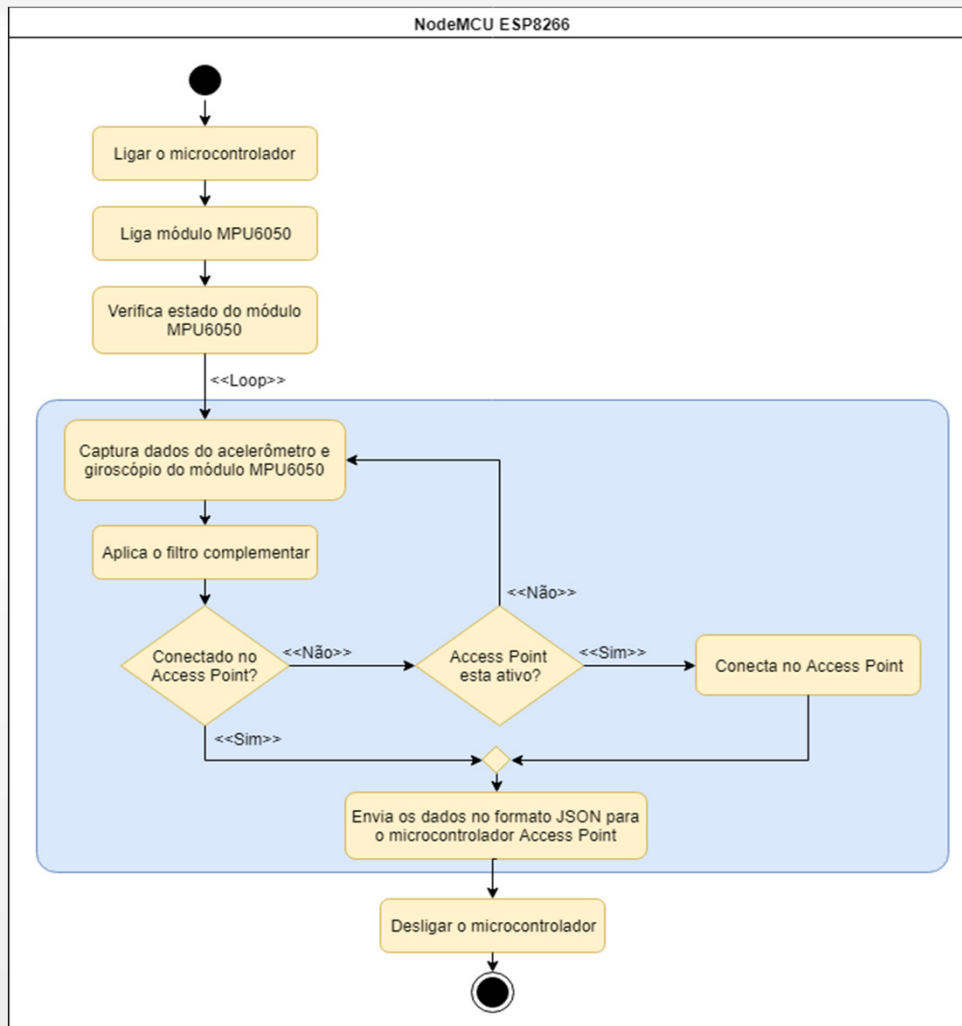 NodeMCU ESP8266
Ligar o microcontrolador
Liga módulo MPU6050
Verifica estado do módulo
MPU6050
<<Loop>>
Captura dados do acelerômetro e
giroscópio do módulo MPU6050
Aplica o filtro complementar
<<Não>>
Conectado no
Access Point?
<<Não>>
Access Point
esta ativo?
<<Sim>>
Conecta no Access Point
<<Sim>>
Envia os dados no formato JSON para
o microcontrolador Access Point
Desligar o microcontrolador